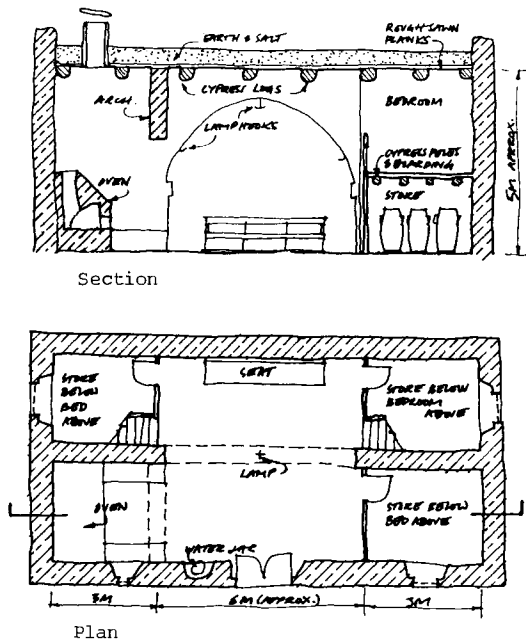 EARTH & SALT
ROUGH SAWN
PLANKS
ARCH
CYPRESS LOGS
LAMPHOOKS
BEDROOM
CYPRESS POLES
& BOARDING
OVEN
STORE
5M APPROX.
Section
STORE
BELOW
BED
ABOVE
SEAT
STORE BELOW
BEDROOM
ABOVE
LAMP
OVEN
STORE BELOW
BED ABOVE
WATER JAR
3M
6M (APPROX.)
3M
Plan